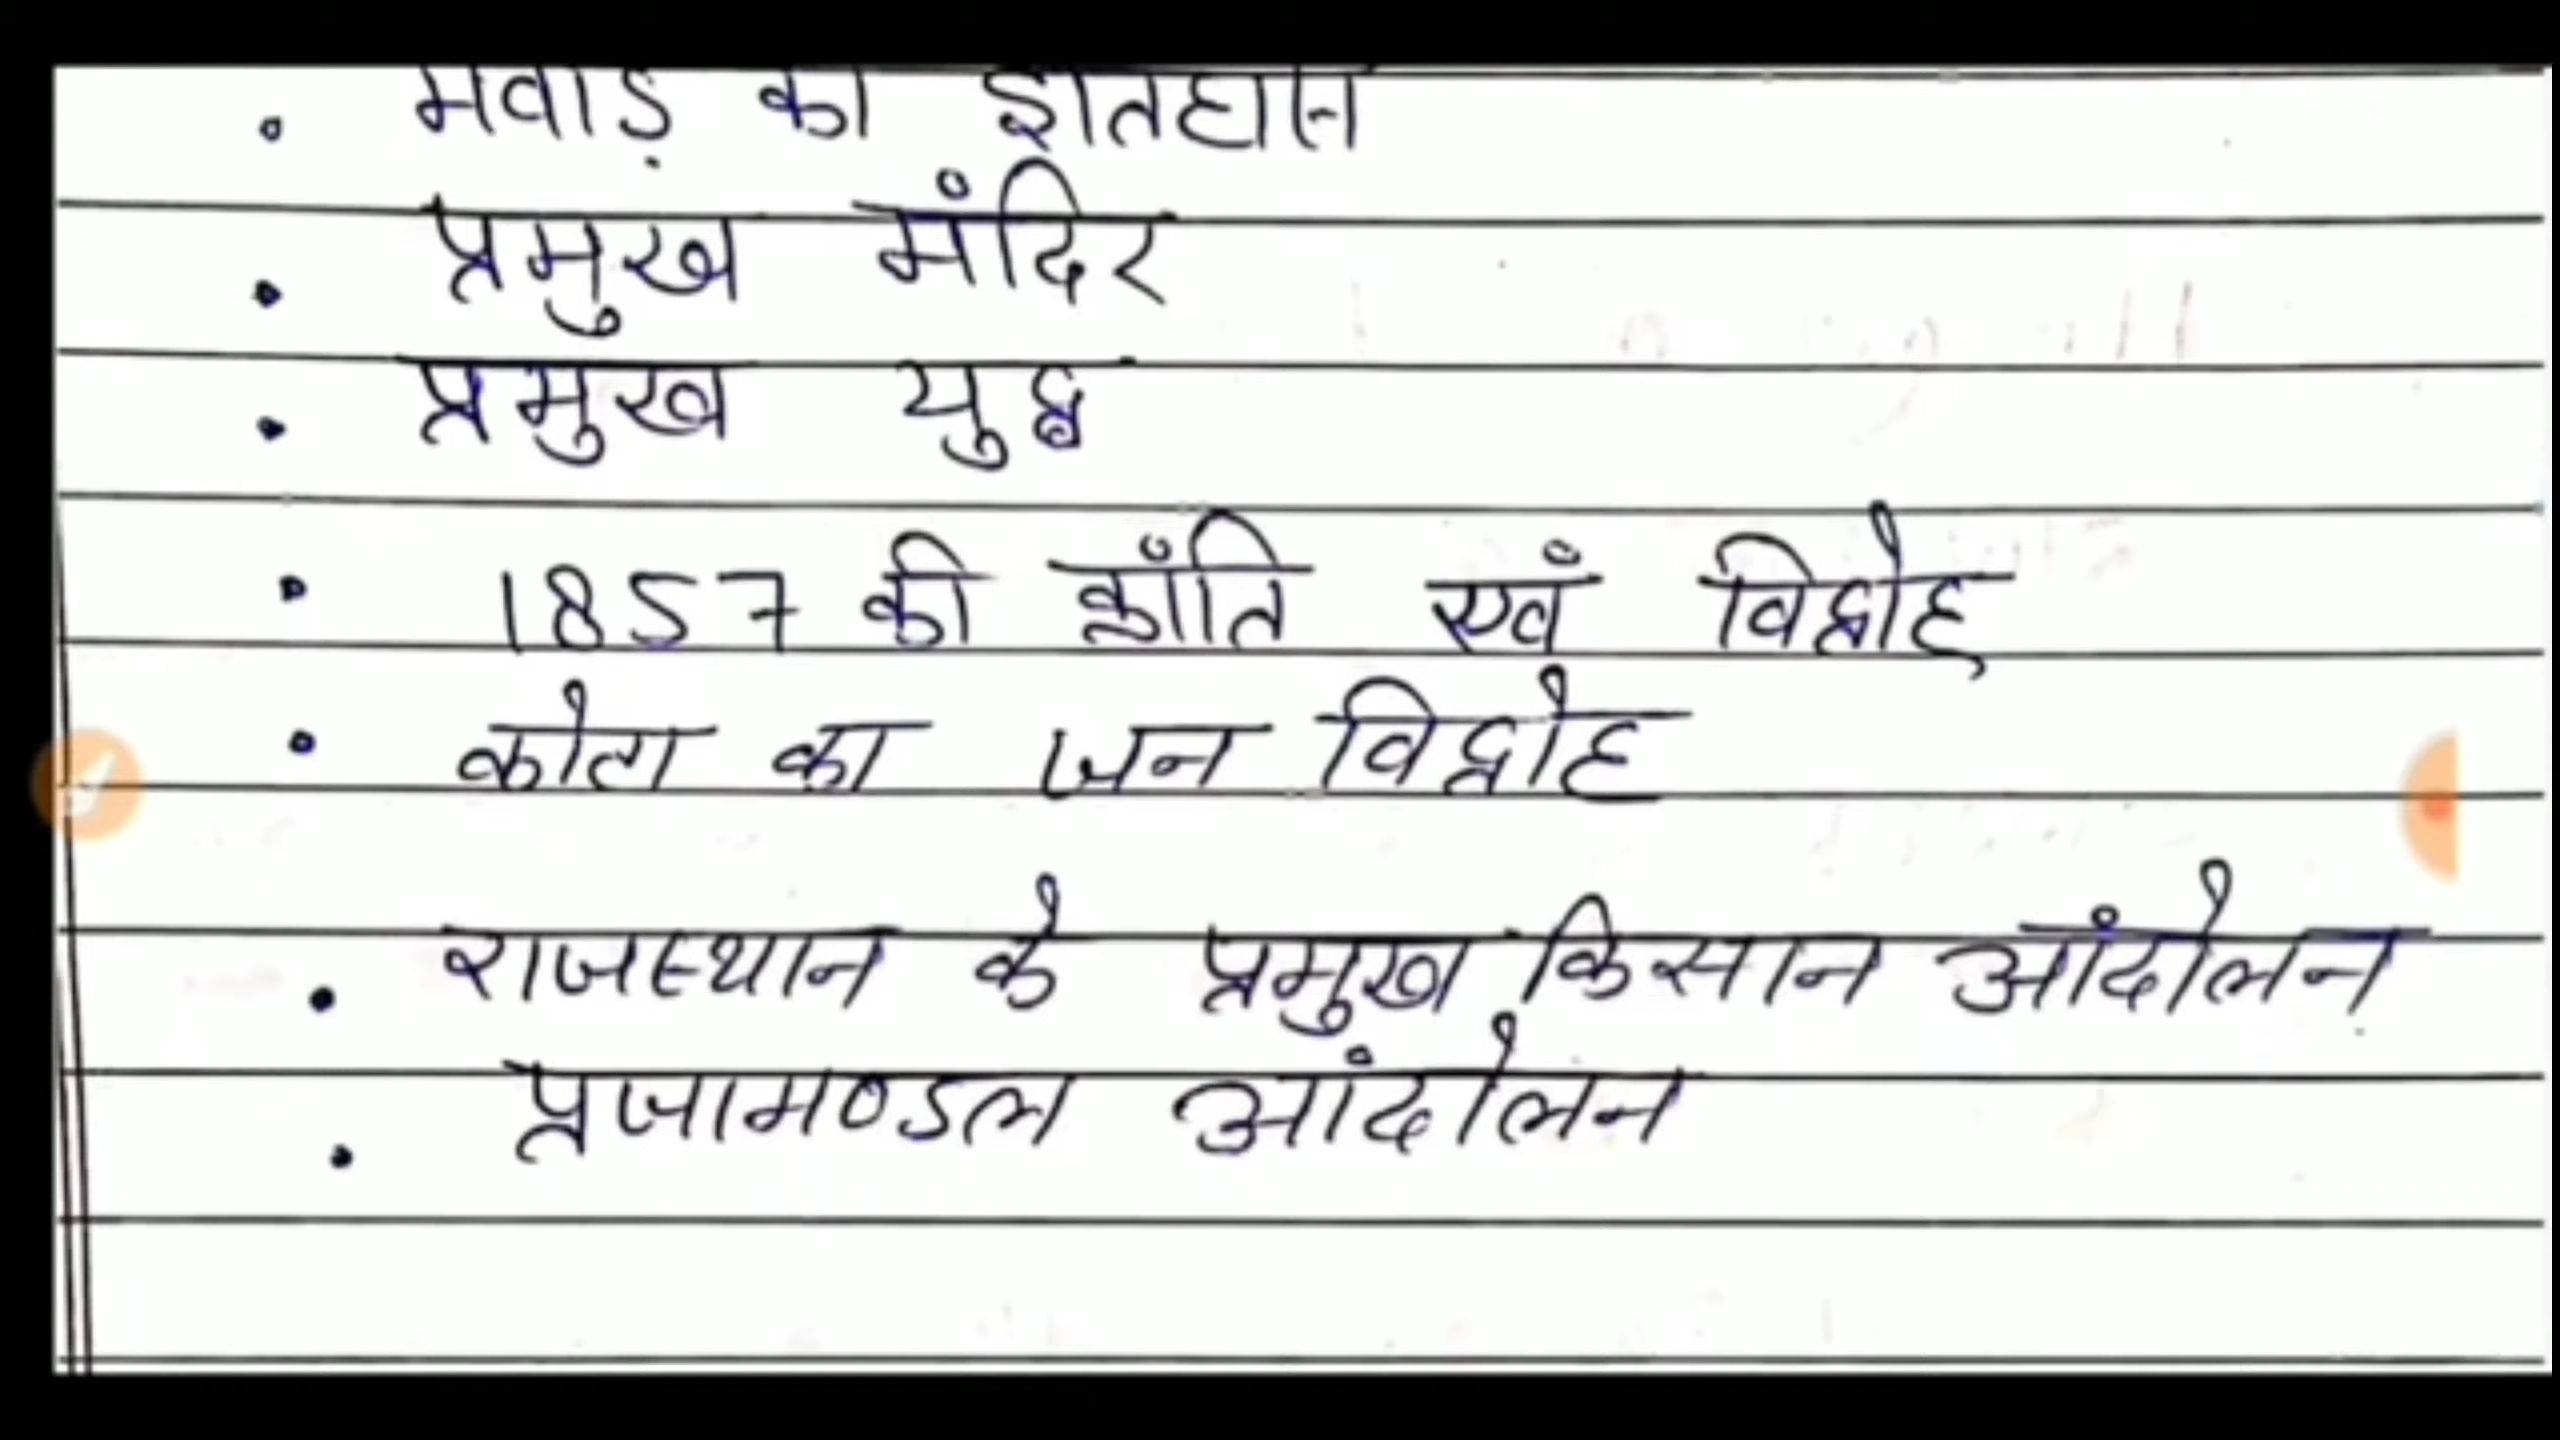 • मेवाड़ का इतिहास
• प्रमुख मंदिर
• प्रमुख युद्ध
• 1857 की क्रांति एवं विद्रोह
• कोटा का जन विद्रोह
• राजस्थान के प्रमुख किसान आंदोलन
• प्रजामण्डल आंदोलन